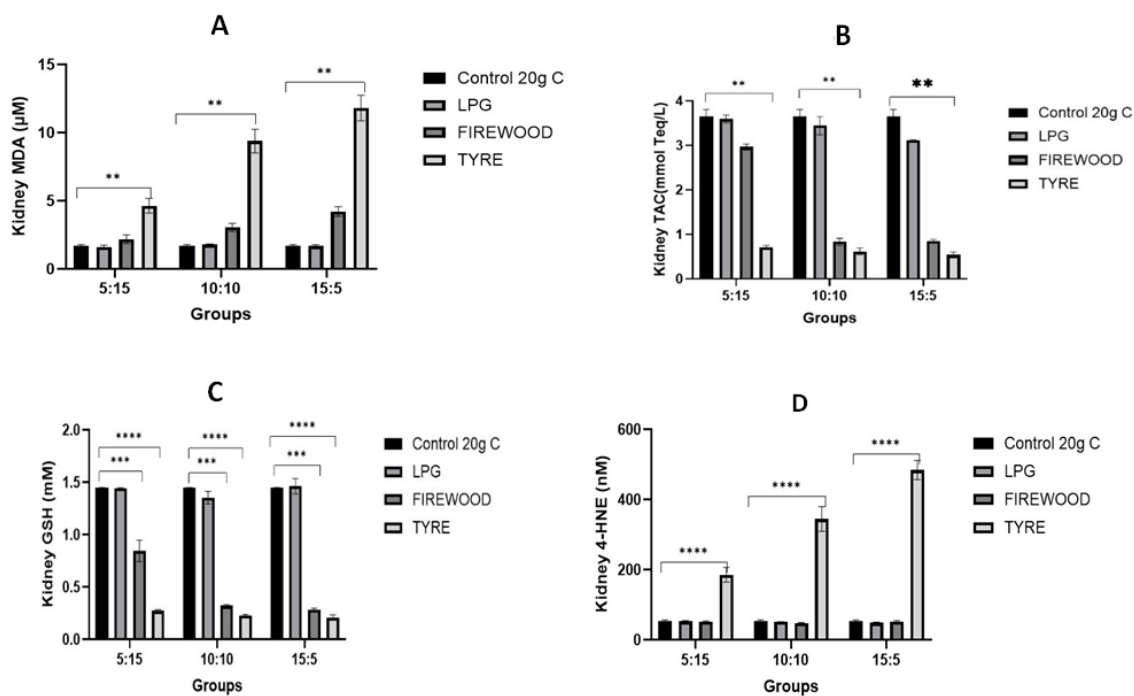 A
Kidney MDA (µM)
15
10
5
0
**
**
**
5:15
10:10
15:5
Groups
Control 20g C
LPG
FIREWOOD
TYRE
B
Kidney TAC(mmol Teq/L)
4
3
2
1
0
**
**
**
5:15
10:10
15:5
Groups
Control 20g C
LPG
FIREWOOD
TYRE
C
Kidney GSH (mM)
2.0
1.5
1.0
0.5
0.0
****
***
****
***
****
***
5:15
10:10
15:5
Groups
Control 20g C
LPG
FIREWOOD
TYRE
D
Kidney 4-HNE (nM)
600
400
200
0
****
****
****
5:15
10:10
15:5
Groups
Control 20g C
LPG
FIREWOOD
TYRE